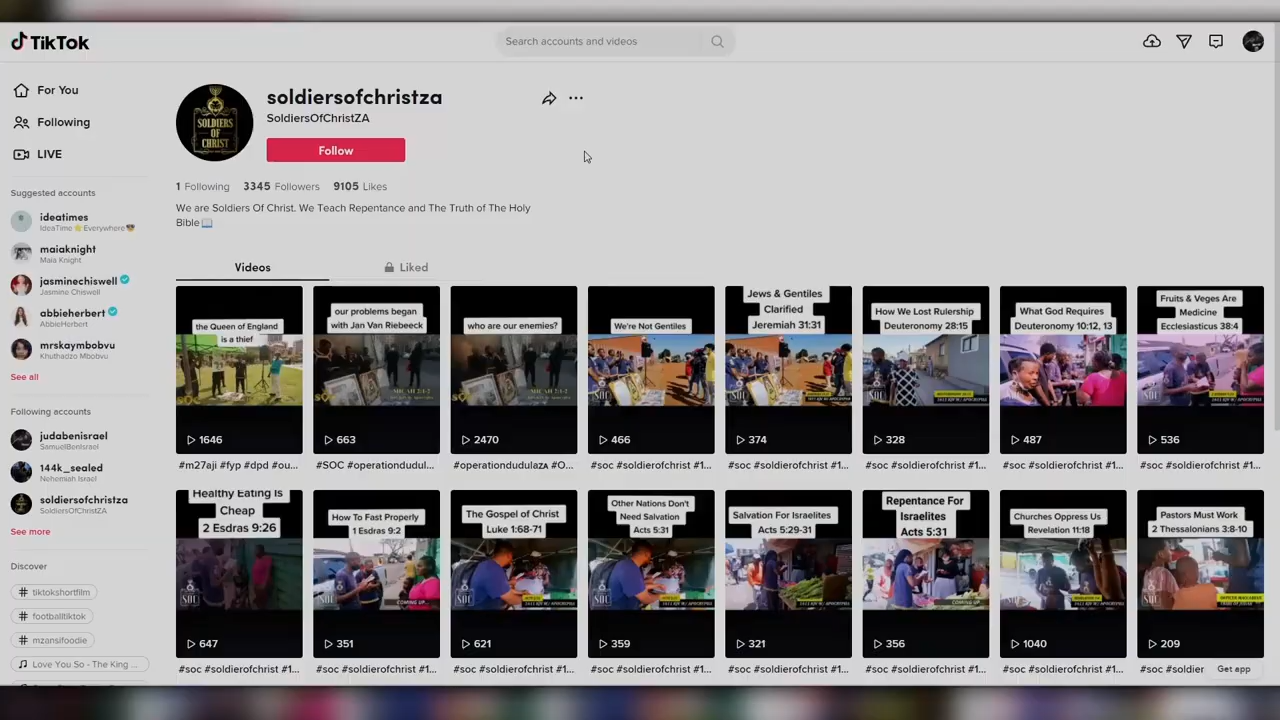 TikTok
Search accounts and videos
For You
Following
LIVE
Suggested accounts
ideatimes
IdeaTime🌟Everywhere
maiaknight
Maia Knight
jasminechiswell
Jasmine Chiswell
abbieherbert
AbbieHerbert
mrskaymbobvu
Khuthadzo Mbobvu
See all
Following accounts
judabenisrael
SamuelBenIsrael
144k_sealed
Nehemiah Israel
soldiersofchristza
SoldiersOfChristZA
See more
Discover
# tiktokshortfilm
# footballtiktok
# mzansifoodie
Love You So - The King ...
SOLDIERS
OF
CHRIST
soldiersofchristza
SoldiersOfChristZA
Follow
1 Following 3345 Followers 9105 Likes
We are Soldiers Of Christ. We Teach Repentance and The Truth of The Holy
Bible📖
Videos
Liked
the Queen of England
is a thief
1646
#m27aji #fyp #dpd #ou...
our problems began
with Jan Van Riebeeck
663
#SOC #operationdudul...
who are our enemies?
2470
#operationdudulaᴢᴀ #O...
We're Not Gentiles
466
#soc #soldierofchrist #1...
Jews & Gentiles
Clarified
Jeremiah 31:31
374
#soc #soldierofchrist #1...
How We Lost Rulership
Deuteronomy 28:15
328
#soc #soldierofchrist #1...
What God Requires
Deuteronomy 10:12, 13
487
#soc #soldierofchrist #1...
Fruits & Veges Are
Medicine
Ecclesiasticus 38:4
536
#soc #soldierofchrist #1...
Healthy Eating Is
Cheap
2 Esdras 9:26
647
#soc #soldierofchrist #1...
How To Fast Properly
1 Esdras 9:2
COMING UP...
351
#soc #soldierofchrist #1...
The Gospel of Christ
Luke 1:68-71
621
#soc #soldierofchrist #1...
Other Nations Don't
Need Salvation
Acts 5:31
359
#soc #soldierofchrist #1...
Salvation For Israelites
Acts 5:29-31
321
#soc #soldierofchrist #1...
Repentance For
Israelites
Acts 5:31
COMING UP
356
#soc #soldierofchrist #1...
Churches Oppress Us
Revelation 11:18
1040
#soc #soldierofchrist #1...
Pastors Must Work
2 Thessalonians 3:8-10
209
#soc #soldier
Get app